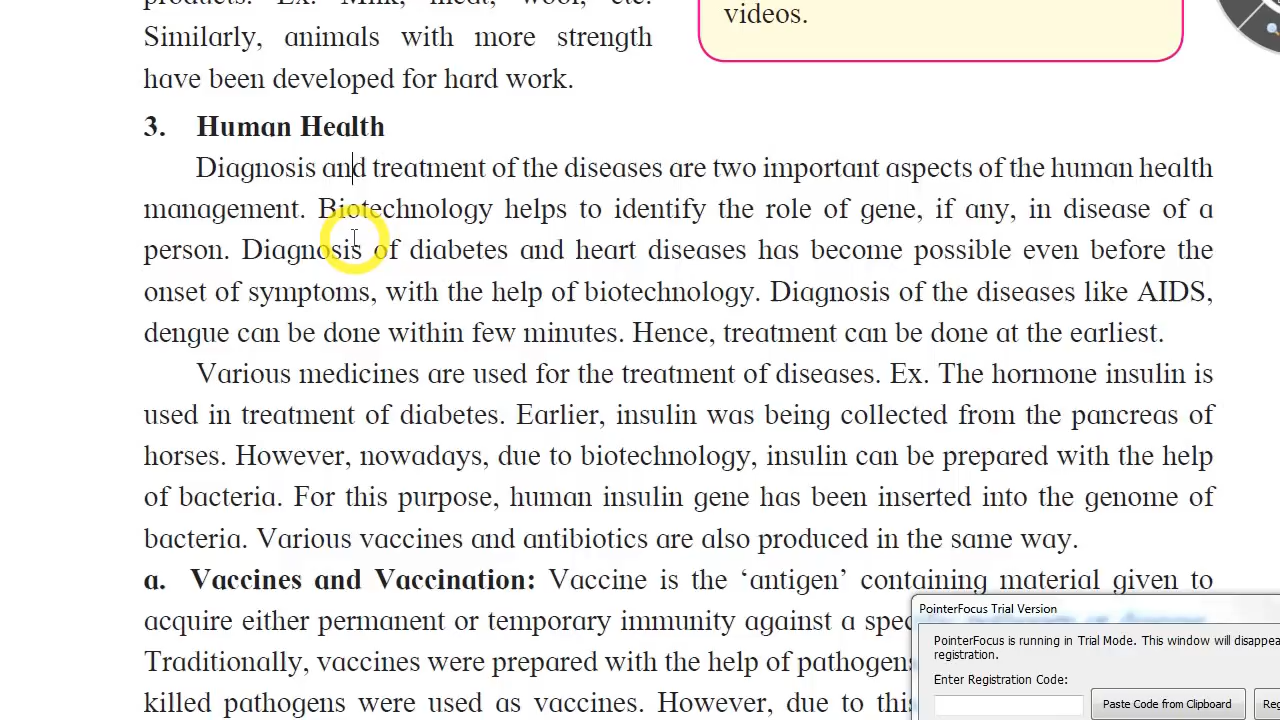 products. Ex. Milk, meat, wool, etc.
Similarly, animals with more strength
have been developed for hard work.
videos.
3. Human Health
Diagnosis and treatment of the diseases are two important aspects of the human health
management. Biotechnology helps to identify the role of gene, if any, in disease of a
person. Diagnosis of diabetes and heart diseases has become possible even before the
onset of symptoms, with the help of biotechnology. Diagnosis of the diseases like AIDS,
dengue can be done within few minutes. Hence, treatment can be done at the earliest.
Various medicines are used for the treatment of diseases. Ex. The hormone insulin is
used in treatment of diabetes. Earlier, insulin was being collected from the pancreas of
horses. However, nowadays, due to biotechnology, insulin can be prepared with the help
of bacteria. For this purpose, human insulin gene has been inserted into the genome of
bacteria. Various vaccines and antibiotics are also produced in the same way.
a. Vaccines and Vaccination: Vaccine is the ‘antigen’ containing material given to
acquire either permanent or temporary immunity against a
Traditionally, vaccines were prepared with the help of
killed pathogens were used as vaccines. However, due to
PointerFocus Trial Version
PointerFocus is running in Trial Mode. This window will
registration.
Enter Registration Code:
Paste Code from Clipboard